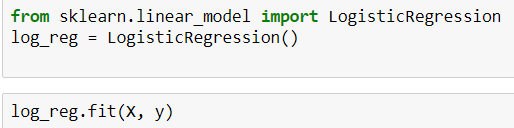 from sklearn.linear_model import LogisticRegression
log_reg = LogisticRegression()
log_reg.fit(X, y)